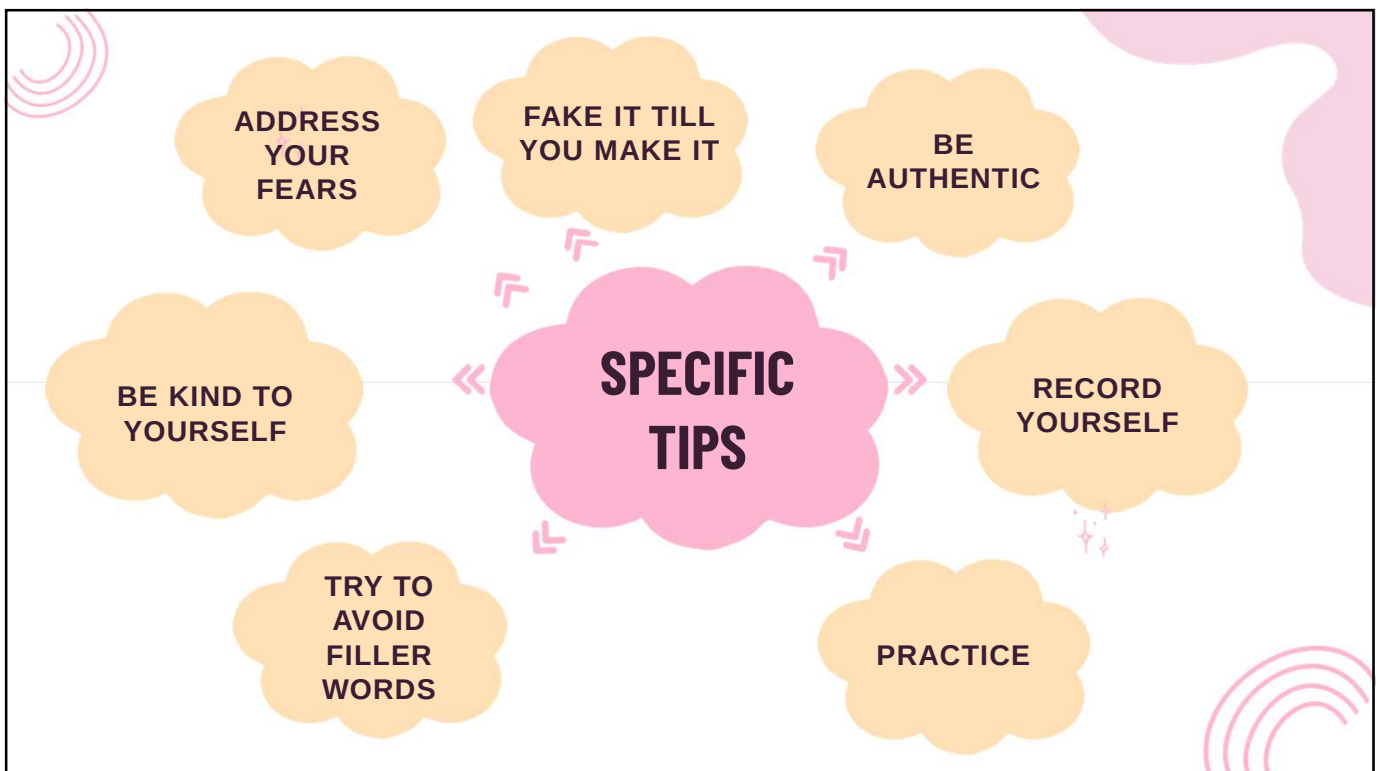 ADDRESS
YOUR
FEARS
FAKE IT TILL
YOU MAKE IT
BE
AUTHENTIC
BE KIND TO
YOURSELF
SPECIFIC
TIPS
RECORD
YOURSELF
TRY TO
AVOID
FILLER
WORDS
PRACTICE